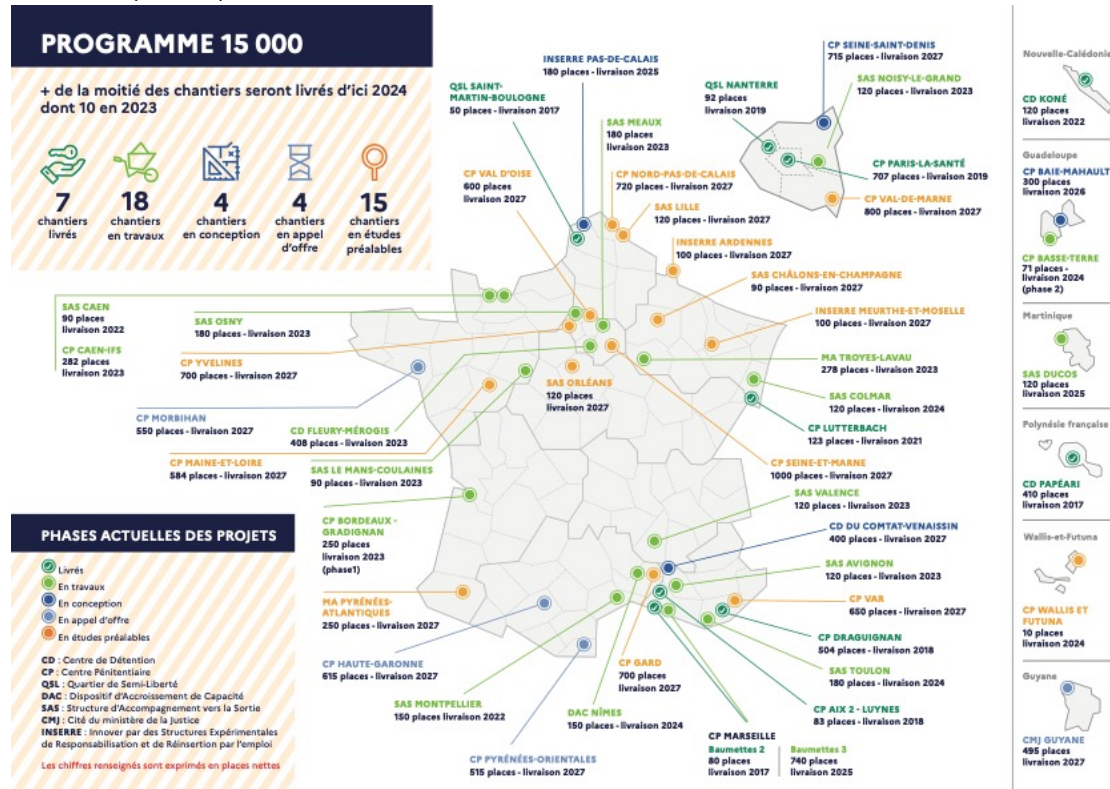 PROGRAMME 15 000
+ de la moitié des chantiers seront livrés d'ici 2024
dont 10 en 2023
7
chantiers
livrés
18
chantiers
en travaux
4
chantiers
en conception
4
chantiers
en appel
d'offre
15
chantiers
en études
préalables
INSERRE PAS-DE-CALAIS
180 places - livraison 2025
QSL SAINT-
MARTIN-BOULOGNE
50 places - livraison 2017
SAS MEAUX
180 places
livraison 2023
CP VAL D'OISE
600 places
livraison 2027
CP NORD-PAS-DE-CALAIS
720 places - livraison 2027
SAS LILLE
120 places - livraison 2027
INSERRE ARDENNES
100 places - livraison 2027
CP SEINE-SAINT-DENIS
715 places - livraison 2027
QSL NANTERRE
92 places
livraison 2019
SAS NOISY-LE-GRAND
120 places - livraison 2023
CP PARIS-LA-SANTÉ
707 places - livraison 2019
CP VAL-DE-MARNE
800 places - livraison 2027
SAS CHÂLONS-EN-CHAMPAGNE
90 places - livraison 2027
INSERRE MEURTHE-ET-MOSELLE
100 places - livraison 2027
MA TROYES-LAVAU
278 places - livraison 2023
SAS COLMAR
120 places - livraison 2024
CP LUTTERBACH
123 places - livraison 2021
CP SEINE-ET-MARNE
1000 places - livraison 2027
SAS CAEN
90 places
livraison 2022
CP CAEN-IFS
282 places
livraison 2023
SAS OSNY
180 places - livraison 2023
CP YVELINES
700 places - livraison 2027
SAS ORLÉANS
120 places
livraison 2027
CP MORBIHAN
550 places - livraison 2027
CD FLEURY-MÉROGIS
408 places - livraison 2023
CP MAINE-ET-LOIRE
584 places - livraison 2027
SAS LE MANS-COULAINES
90 places - livraison 2023
CP BORDEAUX -
GRADIGNAN
250 places
livraison 2023
(phase1)
MA PYRÉNÉES-
ATLANTIQUES
250 places - livraison 2027
CP HAUTE-GARONNE
615 places - livraison 2027
SAS MONTPELLIER
150 places livraison 2022
CP PYRÉNÉES-ORIENTALES
515 places - livraison 2027
DAC NÎMES
150 places - livraison 2024
CP GARD
700 places
livraison 2027
SAS VALENCE
120 places - livraison 2023
CD DU COMTAT-VENAISSIN
400 places - livraison 2027
SAS AVIGNON
120 places - livraison 2023
CP VAR
650 places - livraison 2027
CP DRAGUIGNAN
504 places - livraison 2018
SAS TOULON
180 places - livraison 2024
CP AIX 2 - LUYNES
83 places - livraison 2018
CP MARSEILLE
Baumettes 2
80 places
livraison 2017
Baumettes 3
740 places
livraison 2025
PHASES ACTUELLES DES PROJETS
Livrés
En travaux
En conception
En appel d'offre
En études préalables
CD : Centre de Détention
CP : Centre Pénitentiaire
QSL : Quartier de Semi-Liberté
DAC : Dispositif d'Accroissement de Capacité
SAS : Structure d'Accompagnement vers la Sortie
CMJ : Cité du ministère de la Justice
INSERRE : Innover par des Structures Expérimentales
de Responsabilisation et de Réinsertion par l'emploi
Les chiffres renseignés sont exprimés en places nettes
Nouvelle-Calédonie
CD KONÉ
120 places
livraison 2022
Guadeloupe
CP BAIE-MAHAULT
300 places
livraison 2026
CP BASSE-TERRE
71 places -
livraison 2024
(phase 2)
Martinique
SAS DUCOS
120 places
livraison 2025
Polynésie française
CD PAPÉARI
410 places
livraison 2017
Wallis-et-Futuna
CP WALLIS ET
FUTUNA
10 places
livraison 2024
Guyane
CMJ GUYANE
495 places
livraison 2027